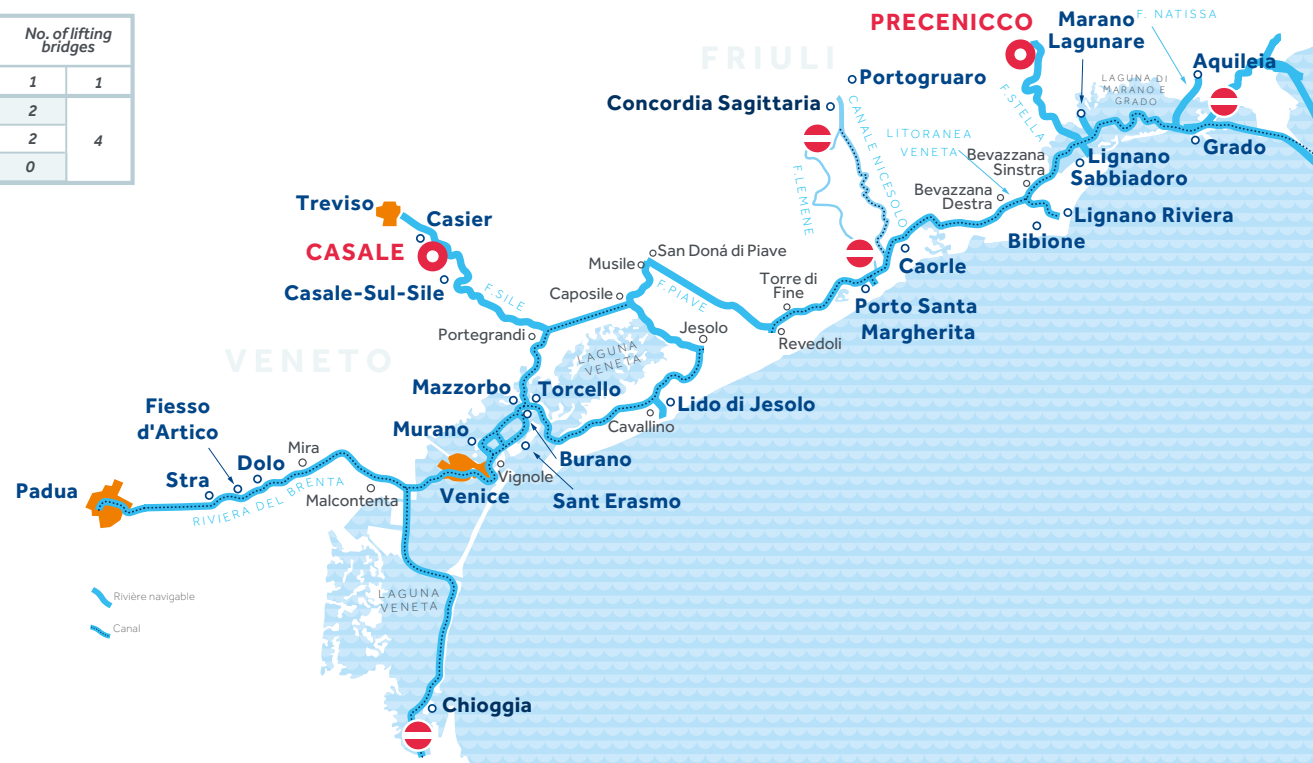 No. of lifting
bridges
1 1
2
2
4
0
PRECENICCO
Marano
Lagunare
F. NATISSA
FRIULI
Portogruaro
Aquileia
LAGUNA DI
MARANO E
GRADO
Concordia Sagittaria
F.STELLA
CANALE NICESOLO
LITORANEA
VENETA
Grado
Bevazzana
Sinstra
Lignano
Sabbiadoro
F.LEMENE
Bevazzana
Destra
Treviso
Casier
Lignano Riviera
Bibione
CASALE
San Doná di Piave
Musile
Caorle
Casale-Sul-Sile
F.SILE
Caposile
F.PIAVE
Torre di
Fine
Porto Santa
Margherita
Portegrandi
Jesolo
Revedoli
VENETO
LAGUNA
VENETA
Mazzorbo
Torcello
Lido di Jesolo
Fiesso
d'Artico
Cavallino
Murano
Mira
Burano
Dolo
Vignole
Stra
Padua
Malcontenta
Venice
Sant Erasmo
RIVIERA DEL BRENTA
Rivière navigable
LAGUNA
VENETA
Canal
Chioggia